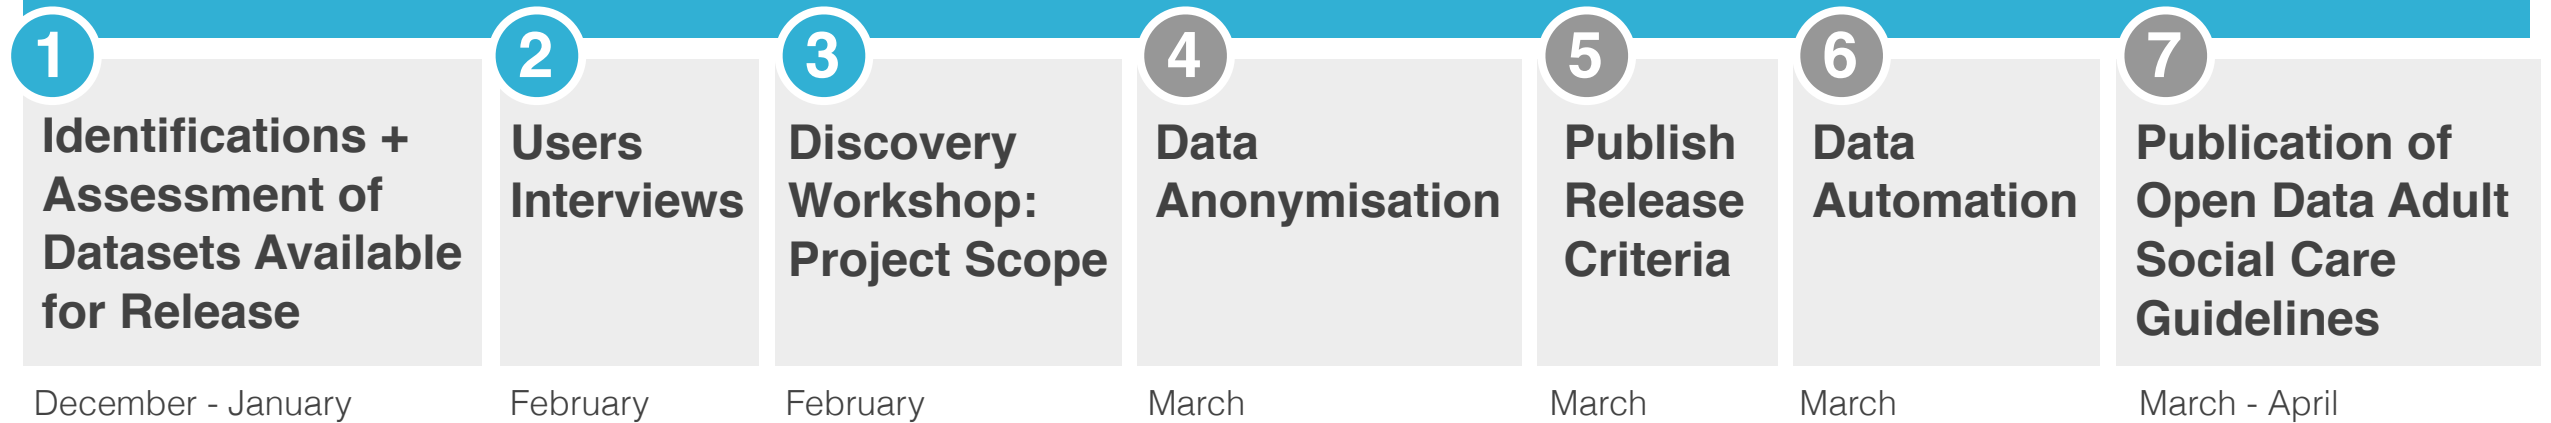 1
Identifications +
Assessment of
Datasets Available
for Release
December - January
2
Users
Interviews
February
3
Discovery
Workshop:
Project Scope
February
4
Data
Anonymisation
March
5
Publish
Release
Criteria
March
6
Data
Automation
March
7
Publication of
Open Data Adult
Social Care
Guidelines
March - April